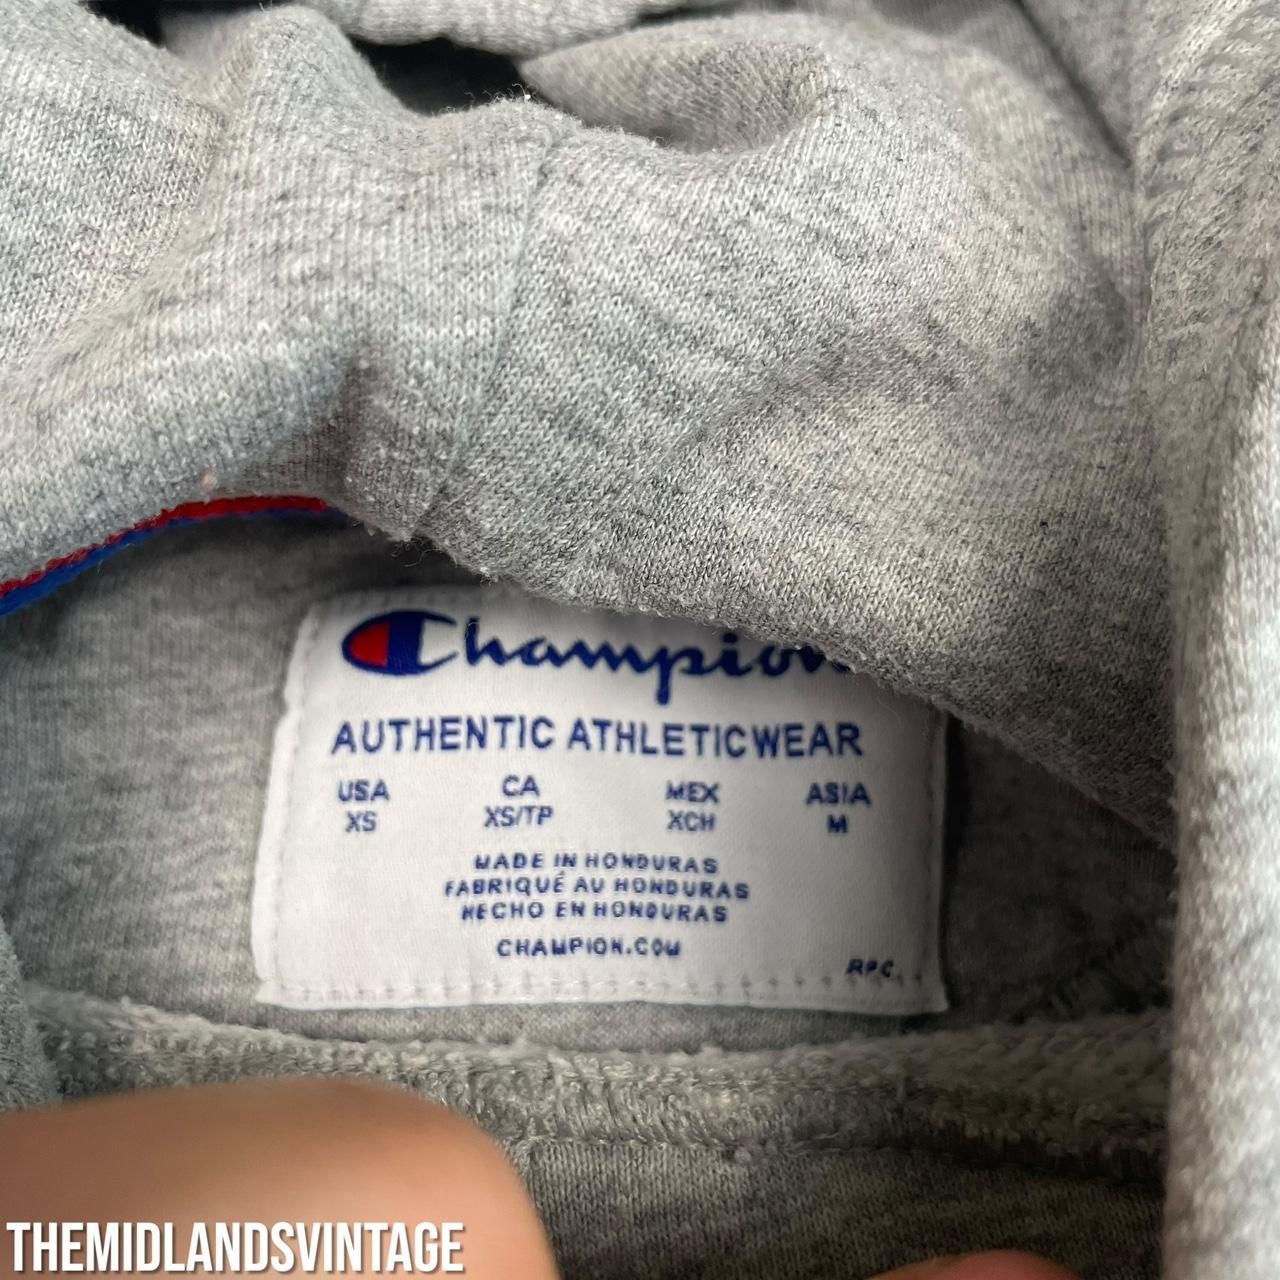 Champion
AUTHENTIC ATHLETICWEAR
USA CA MEX ASIA
XS XS/TP XCH M
MADE IN HONDURAS
FABRIQUÉ AU HONDURAS
HECHO EN HONDURAS
CHAMPION.COM
RPC
THEMIDLANDSVINTAGE